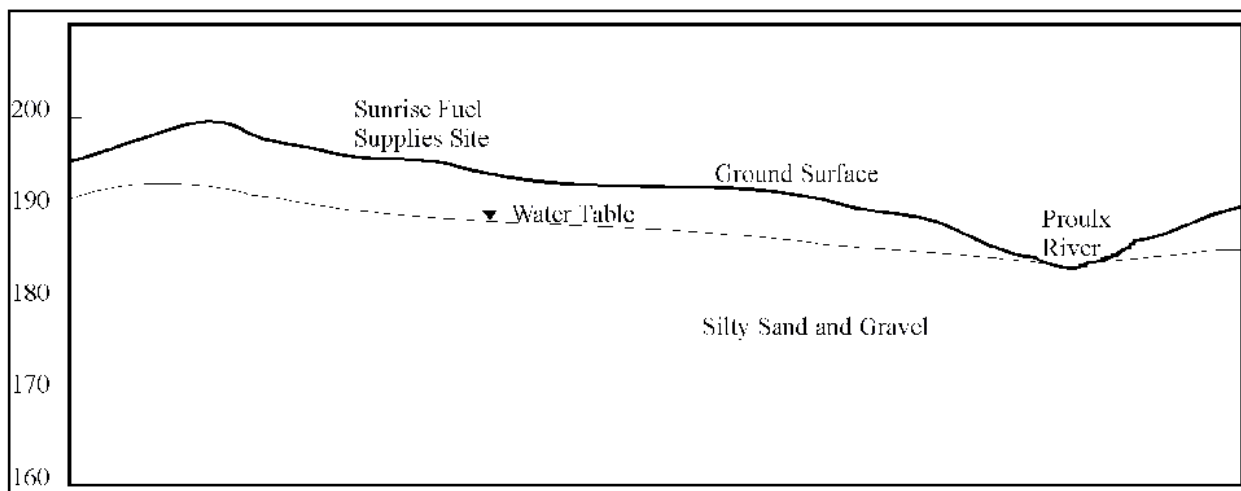 200
Sunrise Fuel
Supplies Site
190
Ground Surface
Water Table
Proulx
River
180
Silty Sand and Gravel
170
160